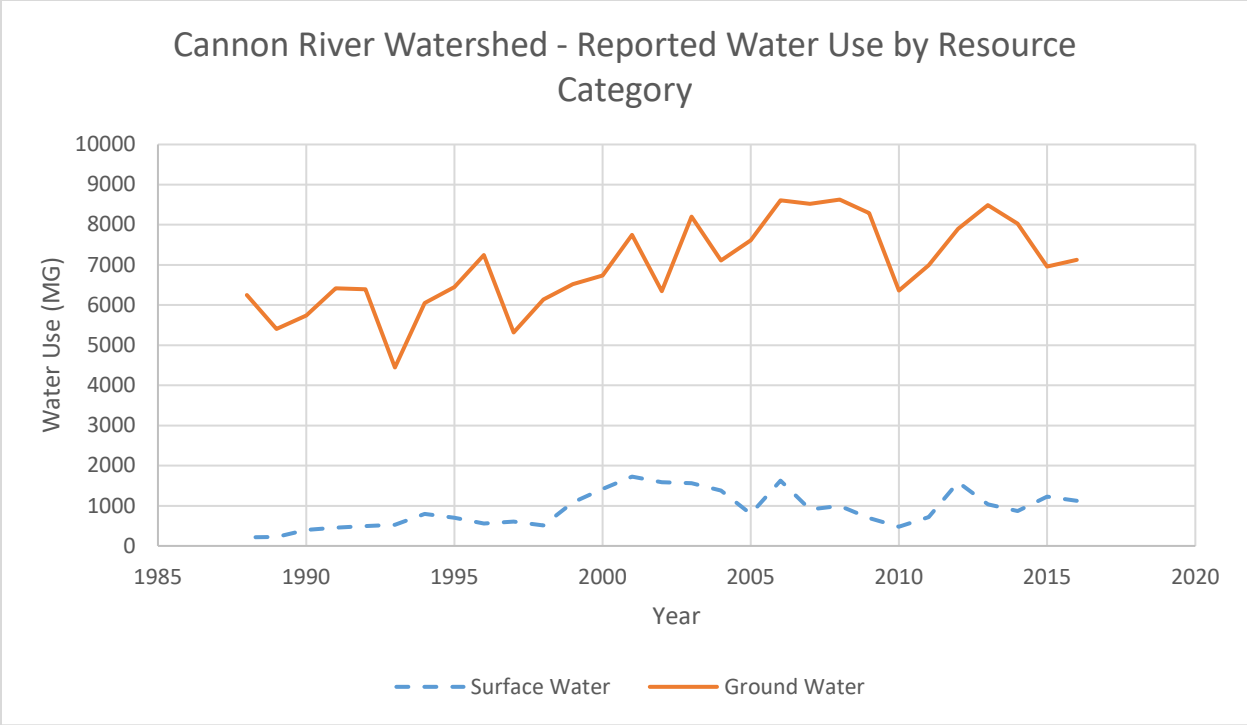 Cannon River Watershed - Reported Water Use by Resource
Category
10000
9000
8000
7000
6000
5000
4000
3000
2000
1000
0
Water Use (MG)
1985 1990 1995 2000 2005 2010 2015 2020
Year
Surface Water Ground Water